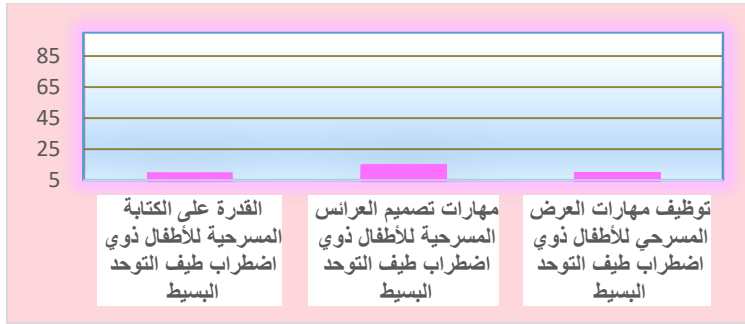 85
65
45
25
5
القدرة على الكتابة
المسرحية للأطفال ذوي
اضطراب طيف التوحد
البسيط
مهارات تصميم العرائس
المسرحية للأطفال ذوي
اضطراب طيف التوحد
البسيط
توظيف مهارات العرض
المسرحي للأطفال ذوي
اضطراب طيف التوحد
البسيط